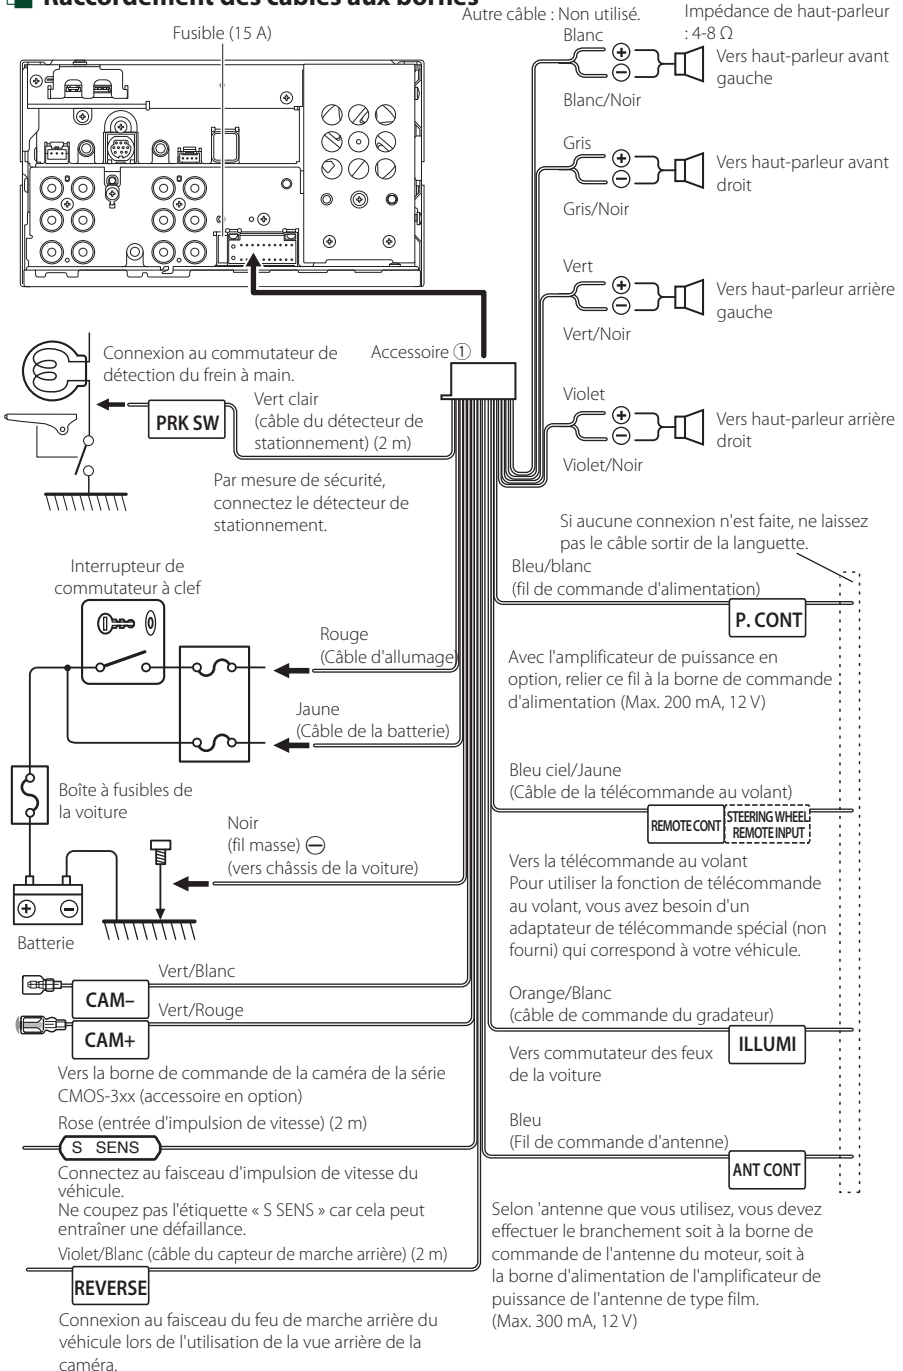 Raccordement des câbles aux bornes
Autre câble : Non utilisé.
Impédance de haut-parleur
: 4-8 Ω
Fusible (15 A)
Blanc
Vers haut-parleur avant
gauche
Blanc/Noir
Gris
Vers haut-parleur avant
droit
Gris/Noir
Vert
Vers haut-parleur arrière
gauche
Vert/Noir
Violet
Vers haut-parleur arrière
droit
Violet/Noir
Connexion au commutateur de
détection du frein à main.
Accessoire ①
PRK SW
Vert clair
(câble du détecteur de
stationnement) (2 m)
Par mesure de sécurité,
connectez le détecteur de
stationnement.
Si aucune connexion n'est faite, ne laissez
pas le câble sortir de la languette.
Bleu/blanc
(fil de commande d'alimentation)
P. CONT
Avec l'amplificateur de puissance en
option, relier ce fil à la borne de commande
d'alimentation (Max. 200 mA, 12 V)
Interrupteur de
commutateur à clef
Rouge
(Câble d'allumage)
Jaune
(Câble de la batterie)
Boîte à fusibles de
la voiture
Noir
(fil masse) ⊖
(vers châssis de la voiture)
Batterie
Bleu ciel/Jaune
(Câble de la télécommande au volant)
REMOTE CONT
STEERING WHEEL
REMOTE INPUT
Vers la télécommande au volant
Pour utiliser la fonction de télécommande
au volant, vous avez besoin d'un
adaptateur de télécommande spécial (non
fourni) qui correspond à votre véhicule.
Vert/Blanc
CAM–
Vert/Rouge
CAM+
Vers la borne de commande de la caméra de la série
CMOS-3xx (accessoire en option)
Orange/Blanc
(câble de commande du gradateur)
ILLUMI
Vers commutateur des feux
de la voiture
Rose (entrée d'impulsion de vitesse) (2 m)
S SENS
Connectez au faisceau d'impulsion de vitesse du
véhicule.
Ne coupez pas l'étiquette « S SENS » car cela peut
entraîner une défaillance.
Bleu
(Fil de commande d'antenne)
ANT CONT
Selon 'antenne que vous utilisez, vous devez
effectuer le branchement soit à la borne de
commande de l'antenne du moteur, soit à
la borne d'alimentation de l'amplificateur de
puissance de l'antenne de type film.
(Max. 300 mA, 12 V)
Violet/Blanc (câble du capteur de marche arrière) (2 m)
REVERSE
Connexion au faisceau du feu de marche arrière du
véhicule lors de l'utilisation de la vue arrière de la
caméra.